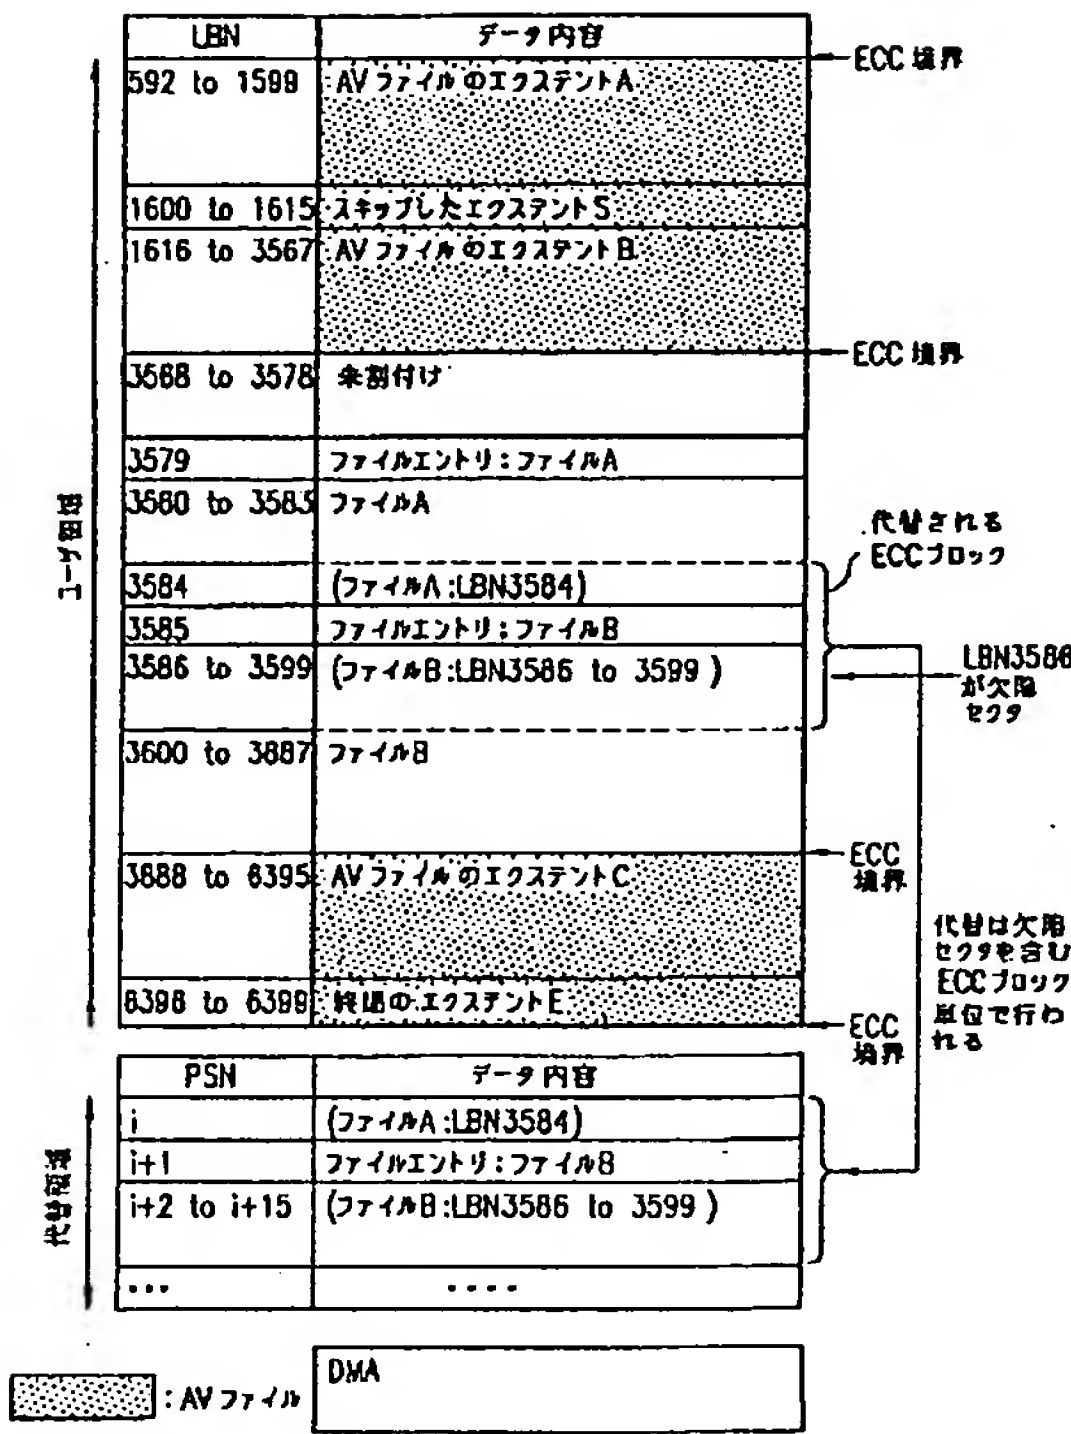 LBN
データ内容
592 to 1599
AVファイルのエクステントA
ECC境界
1600 to 1615
スキップしたエクステントS
1616 to 3567
AVファイルのエクステントB
ECC境界
3568 to 3578
未割付け
3579
ファイルエントリ:ファイルA
3580 to 3583
ファイルA
ユーザ領域
代替される
ECCブロック
3584
(ファイルA:LBN3584)
3585
ファイルエントリ:ファイルB
3586 to 3599
(ファイルB:LBN3586 to 3599)
LBN3586
が欠陥
セクタ
3600 to 3887
ファイルB
ECC
境界
3888 to 6395
AVファイルのエクステントC
代替は欠陥
セクタを含む
ECCブロック
単位で行わ
れる
6396 to 6399
終端のエクステントE
ECC
境界
PSN
データ内容
i
(ファイルA:LBN3584)
i+1
ファイルエントリ:ファイルB
i+2 to i+15
(ファイルB:LBN3586 to 3599)
...
....
代替領域
:AVファイル
DMA